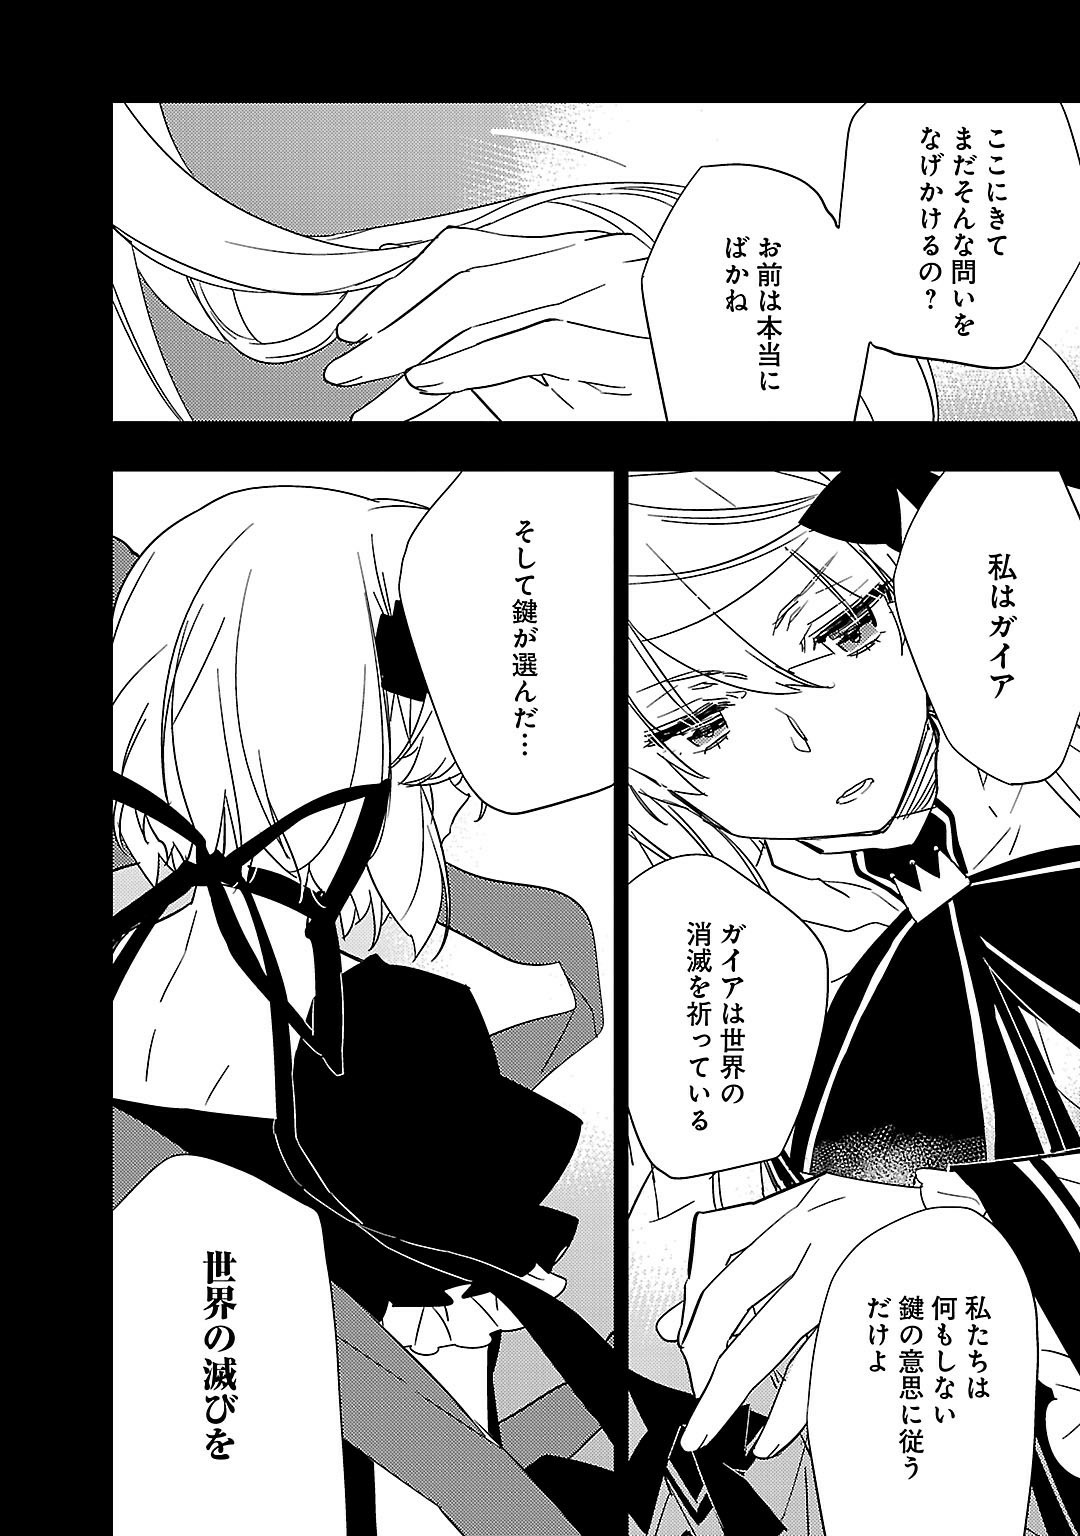 ここにきて
まだそんな問いを
なげかけるの?
お前は本当に
ばかね
私はガイア
ガイアは世界の
消滅を祈っている
私たちは
何もしない
鍵の意思に従う
だけよ
そして鍵が選んだ…
世界の滅びを